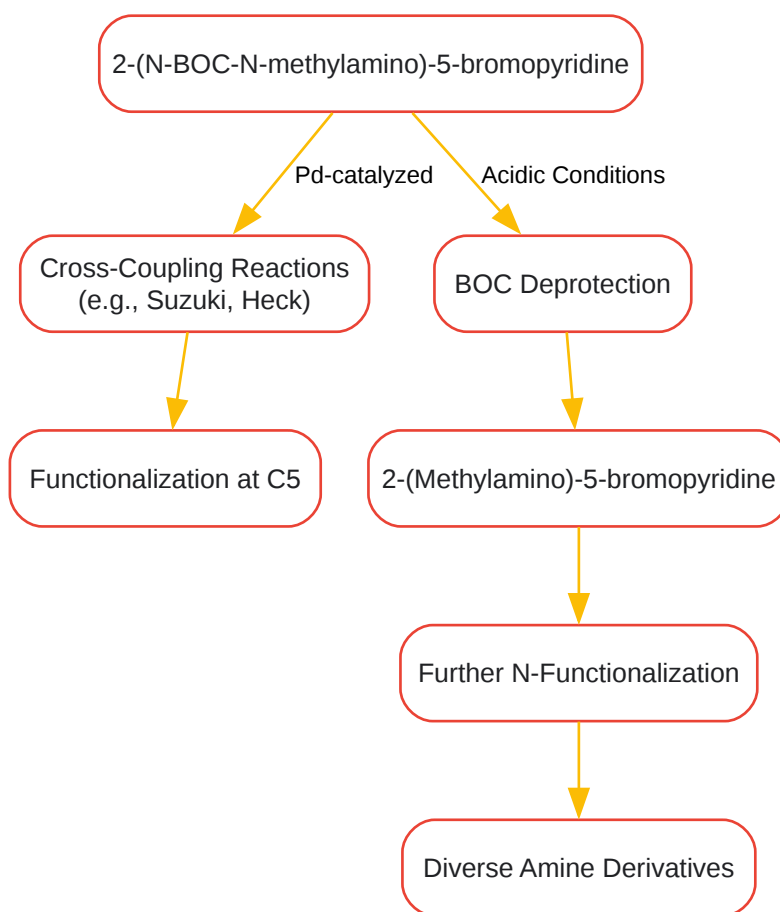 2-(N-BOC-N-methylamino)-5-bromopyridine
Pd-catalyzed
Acidic Conditions
Cross-Coupling Reactions
(e.g., Suzuki, Heck)
BOC Deprotection
Functionalization at C5
2-(Methylamino)-5-bromopyridine
Further N-Functionalization
Diverse Amine Derivatives